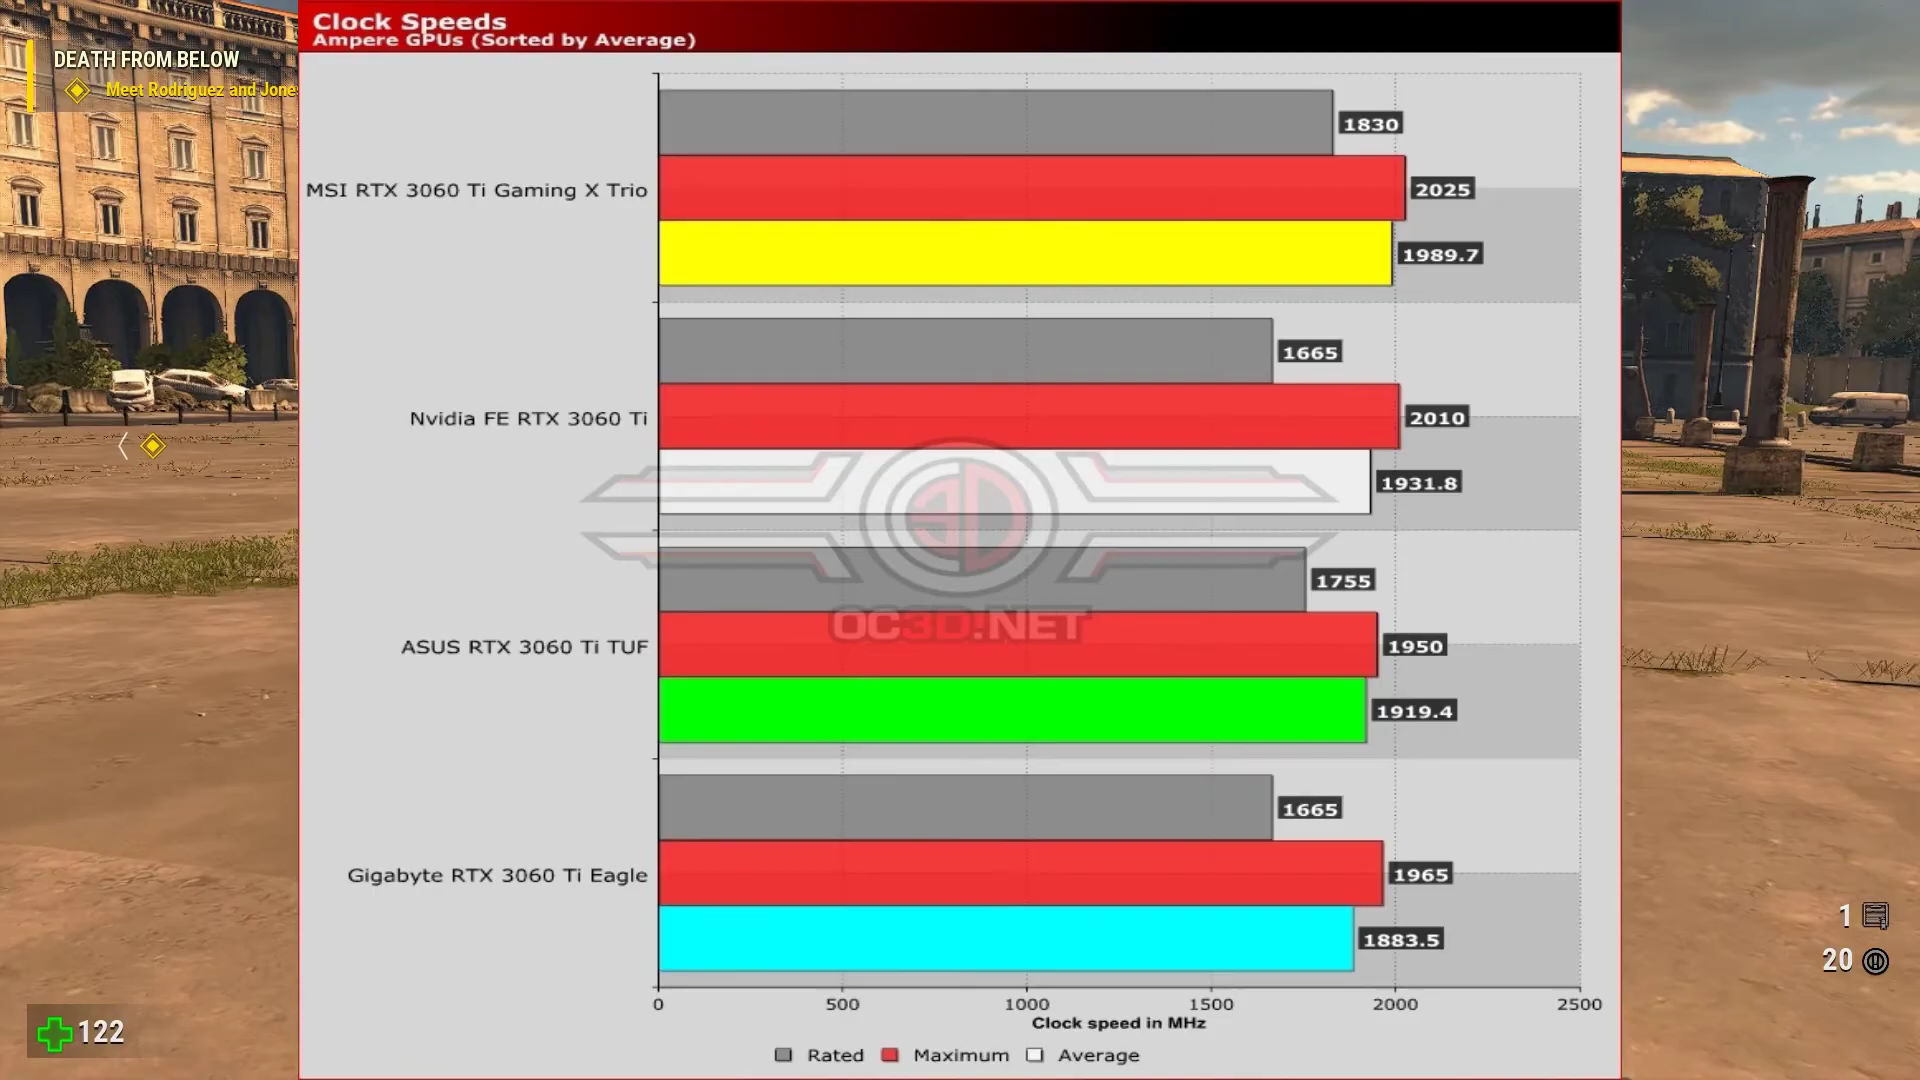 Clock Speeds
Ampere GPUs (Sorted by Average)
DEATH FROM BELOW
Meet Rodriguez and Jones
MSI RTX 3060 Ti Gaming X Trio
1830
2025
1989.7
Nvidia FE RTX 3060 Ti
1665
2010
1931.8
3D
OC3D.NET
ASUS RTX 3060 Ti TUF
1755
1950
1919.4
Gigabyte RTX 3060 Ti Eagle
1665
1965
1883.5
0 500 1000 1500 2000 2500
Clock speed in MHz
Rated Maximum Average
122
1
20